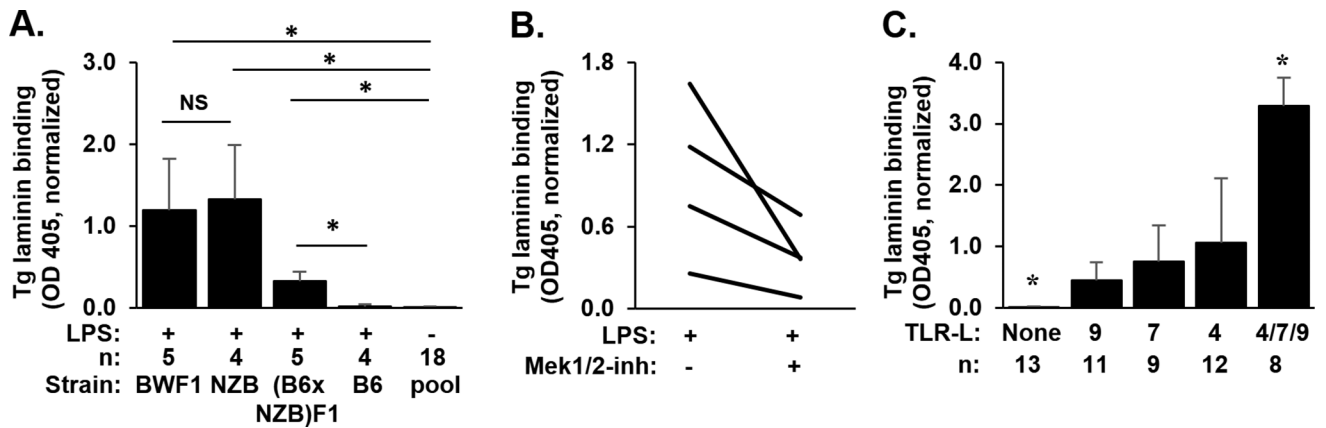 A.
Tg laminin binding
(OD 405, normalized)
3.0
2.0
1.0
0.0
*
*
*
NS
*
LPS: + + + + -
n: 5 4 5 4 18
Strain: BWF1 NZB (B6x B6 pool
NZB)F1
B.
Tg laminin binding
(OD405, normalized)
1.8
1.2
0.6
0.0
LPS: + +
Mek1/2-inh: - +
C.
Tg laminin binding
(OD405, normalized)
4.0
3.0
2.0
1.0
0.0
*
*
TLR-L: None 9 7 4 4/7/9
n: 13 11 9 12 8